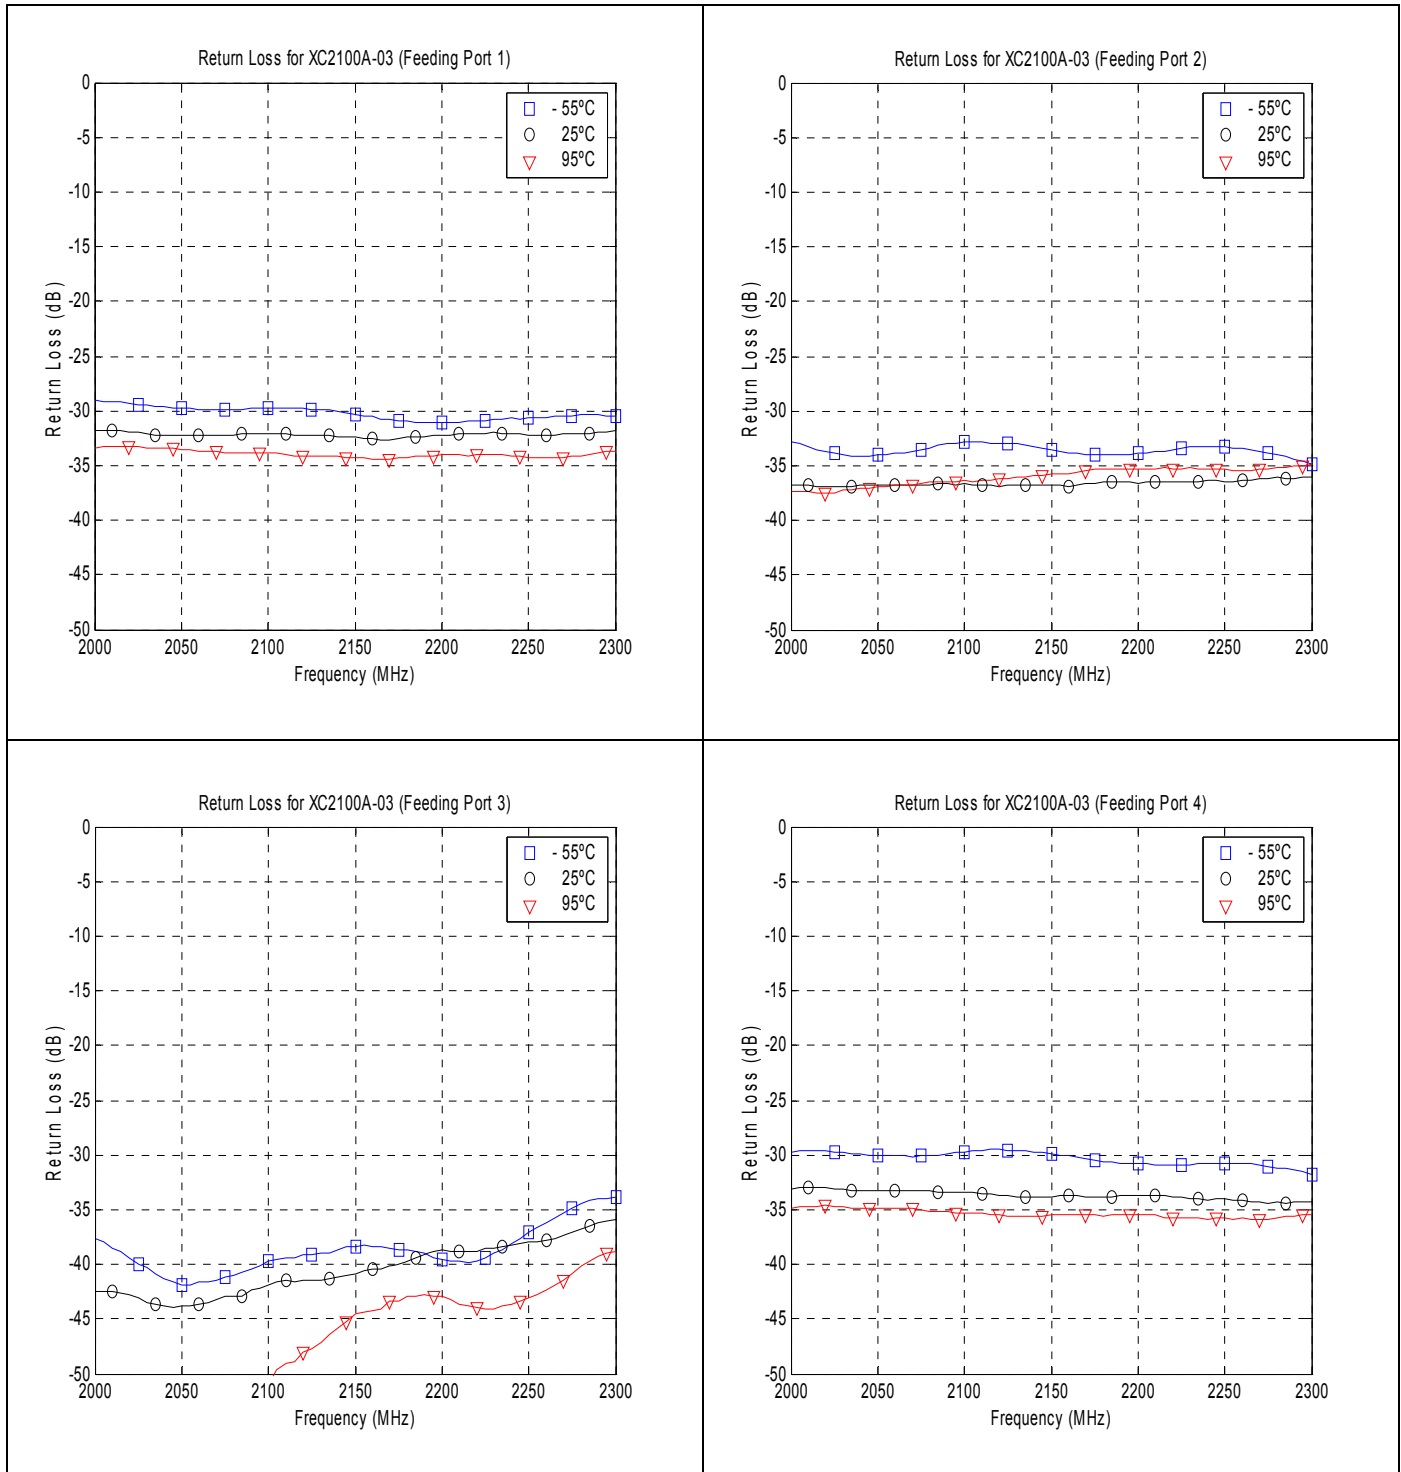 Return Loss for XC2100A-03 (Feeding Port 1)
0
-5
-10
-15
-20
-25
-30
-35
-40
-45
-50
Return Loss (dB)
- 55ºC
25ºC
95ºC
2000 2050 2100 2150 2200 2250 2300
Frequency (MHz)
Return Loss for XC2100A-03 (Feeding Port 2)
0
-5
-10
-15
-20
-25
-30
-35
-40
-45
-50
Return Loss (dB)
- 55ºC
25ºC
95ºC
2000 2050 2100 2150 2200 2250 2300
Frequency (MHz)
Return Loss for XC2100A-03 (Feeding Port 3)
0
-5
-10
-15
-20
-25
-30
-35
-40
-45
-50
Return Loss (dB)
- 55ºC
25ºC
95ºC
2000 2050 2100 2150 2200 2250 2300
Frequency (MHz)
Return Loss for XC2100A-03 (Feeding Port 4)
0
-5
-10
-15
-20
-25
-30
-35
-40
-45
-50
Return Loss (dB)
- 55ºC
25ºC
95ºC
2000 2050 2100 2150 2200 2250 2300
Frequency (MHz)